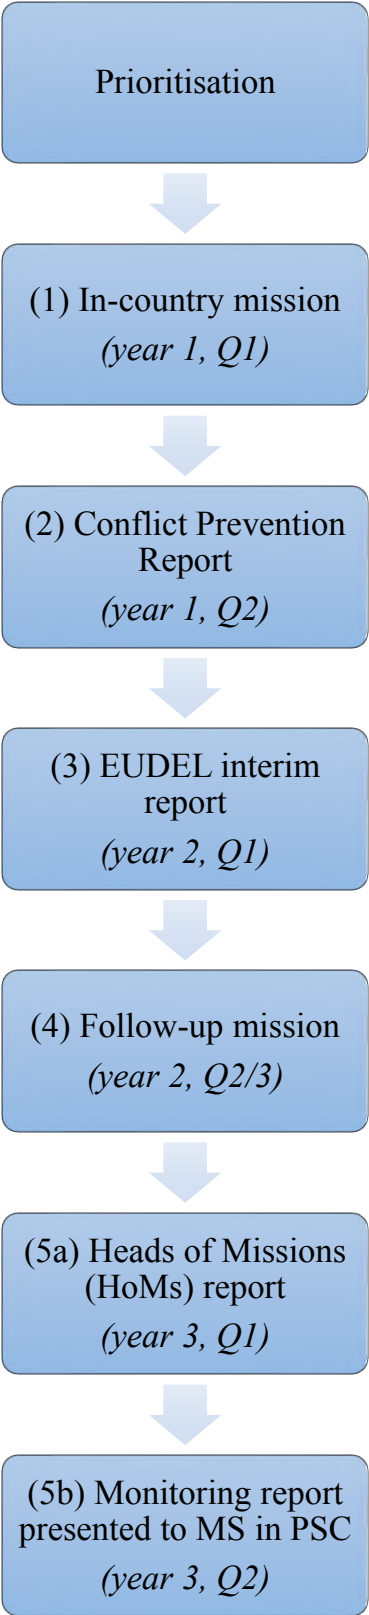 Prioritisation
(1) In-country mission
(year 1, Q1)
(2) Conflict Prevention
Report
(year 1, Q2)
(3) EUDEL interim
report
(year 2, Q1)
(4) Follow-up mission
(year 2, Q2/3)
(5a) Heads of Missions
(HoMs) report
(year 3, Q1)
(5b) Monitoring report
presented to MS in PSC
(year 3, Q2)